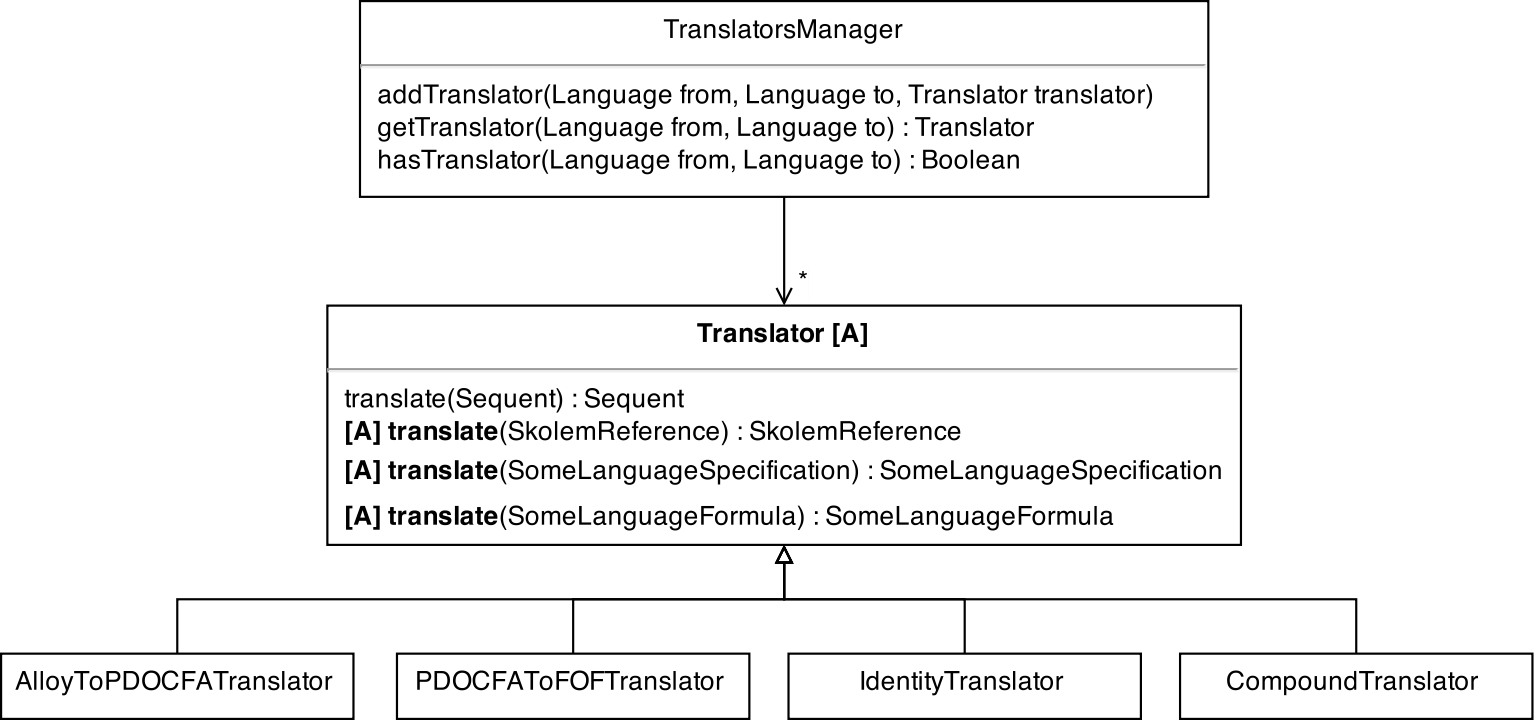 TranslatorsManager
addTranslator(Language from, Language to, Translator translator)
getTranslator(Language from, Language to) : Translator
hasTranslator(Language from, Language to) : Boolean
*
Translator [A]
translate(Sequent) : Sequent
[A] translate(SkolemReference) : SkolemReference
[A] translate(SomeLanguageSpecification) : SomeLanguageSpecification
[A] translate(SomeLanguageFormula) : SomeLanguageFormula
AlloyToPDOCFATranslator
PDOCFAToFOFTranslator
IdentityTranslator
CompoundTranslator